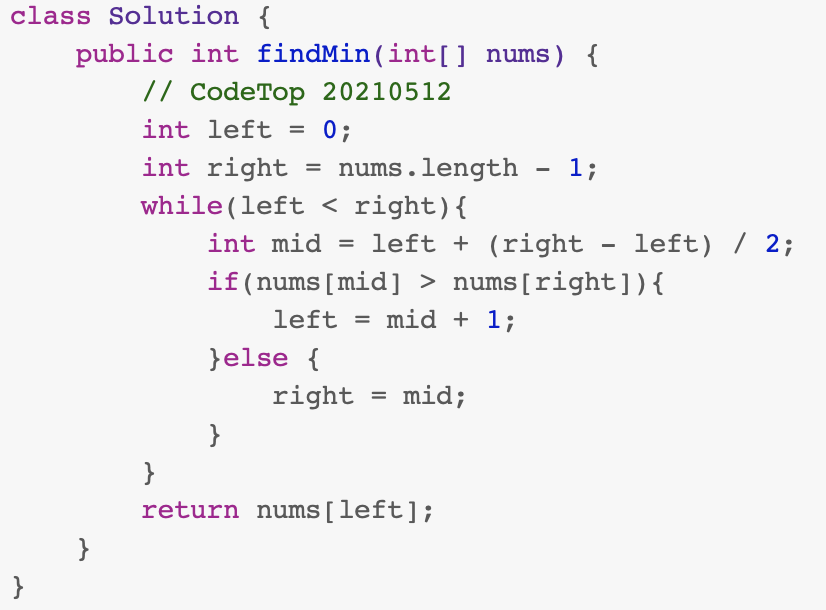 class Solution {
    public int findMin(int[] nums) {
        // CodeTop 20210512
        int left = 0;
        int right = nums.length - 1;
        while(left < right){
            int mid = left + (right - left) / 2;
            if(nums[mid] > nums[right]){
                left = mid + 1;
            }else {
                right = mid;
            }
        }
        return nums[left];
    }
}